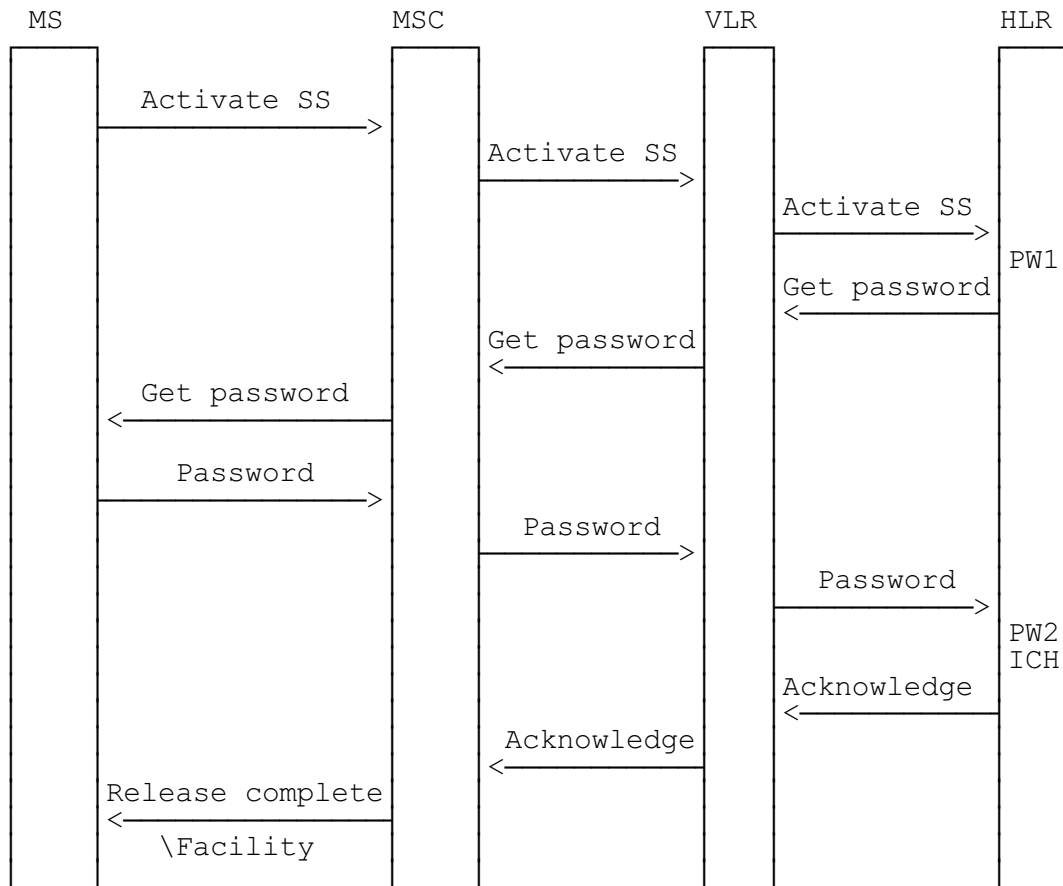 MS MSC VLR HLR
Activate SS
Activate SS
Activate SS
PW1
Get password
Get password
Get password
Password
Password
Password
PW2
ICH
Acknowledge
Acknowledge
Release complete
\Facility